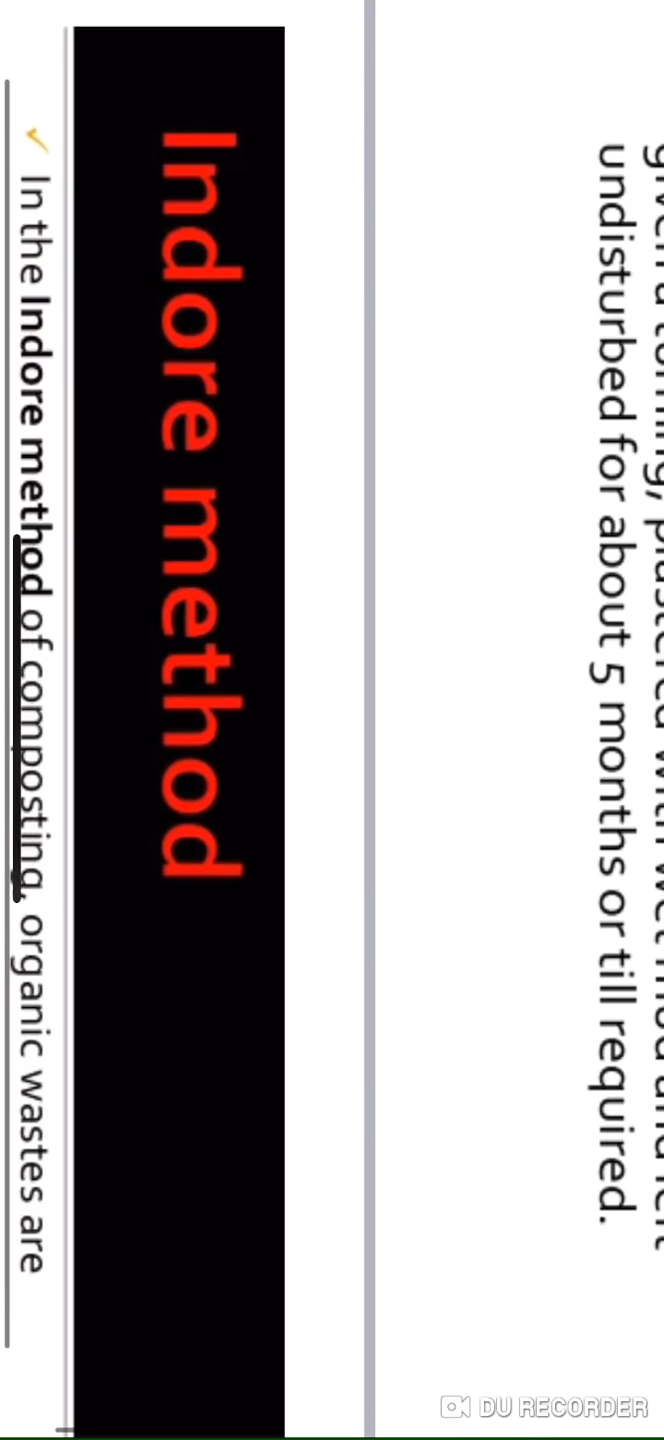 undisturbed for about 5 months or till required.
Indore method
✓ In the Indore method of composting, organic wastes are
DU RECORDER